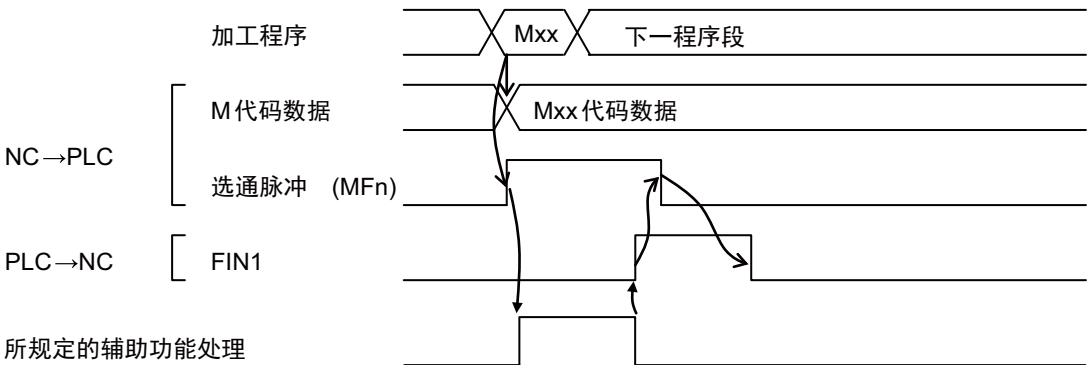 加工程序 Mxx 下一程序段
M代码数据 Mxx代码数据
NC→PLC
选通脉冲 (MFn)
PLC→NC FIN1
所规定的辅助功能处理